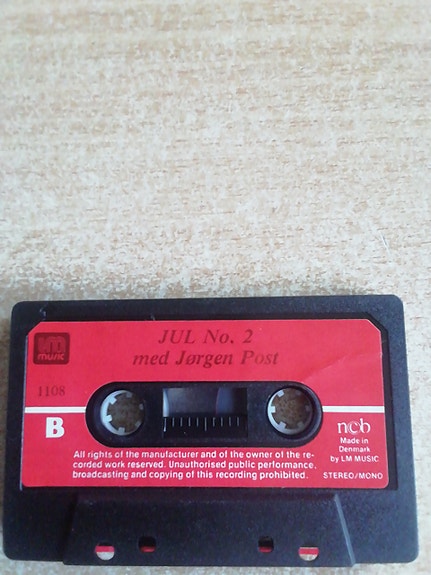 JUL No. 2
med Jørgen Post
LM
music
1108
B
ncb
Made in
Denmark
by LM MUSIC
All rights of the manufacturer and of the owner of the re-
corded work reserved. Unauthorised public performance,
broadcasting and copying of this recording prohibited.
STEREO/MONO